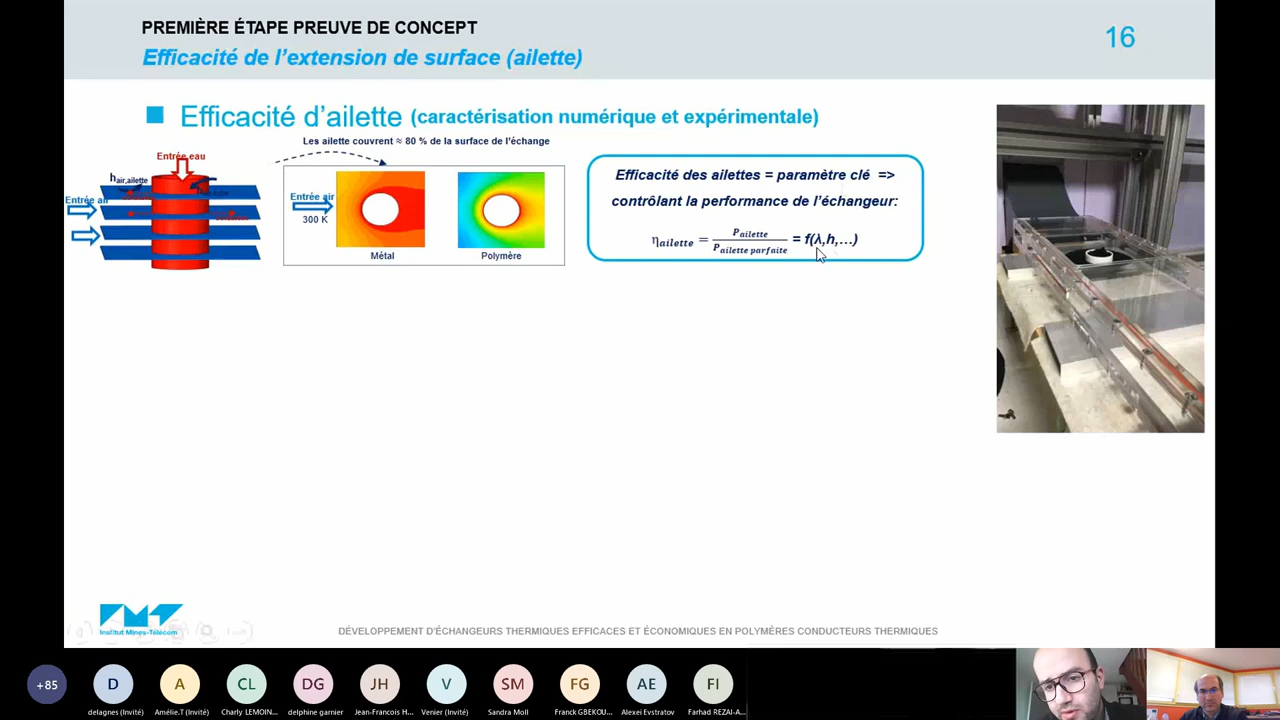 PREMIÈRE ÉTAPE PREUVE DE CONCEPT
Efficacité de l'extension de surface (ailette)
16
Efficacité d'ailette (caractérisation numérique et expérimentale)
Les ailette couvrent ≈ 80 % de la surface de l'échange
Entrée eau
h air,ailette
Entrée air
Entrée air
300 K
Métal
Polymère
Efficacité des ailettes = paramètre clé =>
contrôlant la performance de l'échangeur:
η ailette = P ailette / P ailette parfaite = f(λ,h,…)
Institut Mines-Télécom
DÉVELOPPEMENT D'ÉCHANGEURS THERMIQUES EFFICACES ET ÉCONOMIQUES EN POLYMÈRES CONDUCTEURS THERMIQUES
+85
D
A
CL
DG
JH
V
SM
FG
AE
FI
delagnes (Invité)
Amélie.T (Invité)
Charly LEMOIN...
delphine garnier
Jean-Francois H...
Venier (Invité)
Sandra Moll
Franck GBEKOU...
Alexei Evstratov
Farhad REZAI-A...